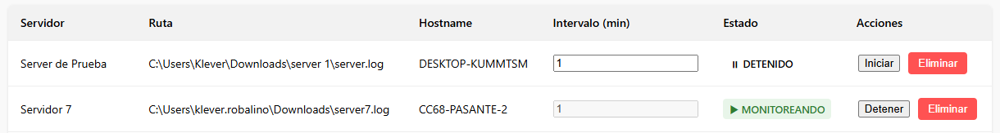 Servidor Ruta Hostname Intervalo (min) Estado Acciones
Server de Prueba C:\Users\Klever\Downloads\server 1\server.log DESKTOP-KUMMTSM 1 ⏸ DETENIDO Iniciar Eliminar
Servidor 7 C:\Users\klever.robalino\Downloads\server7.log CC68-PASANTE-2 1 ▶ MONITOREANDO Detener Eliminar